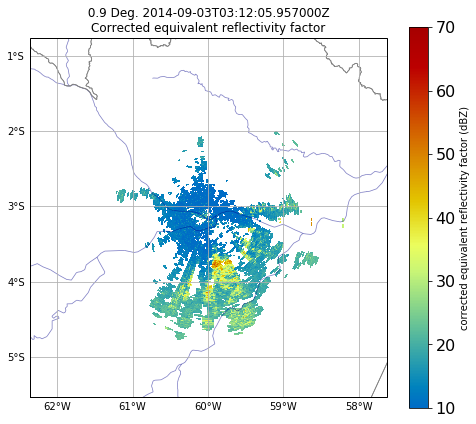 0.9 Deg. 2014-09-03T03:12:05.957000Z
Corrected equivalent reflectivity factor
1°S
2°S
3°S
4°S
5°S
62°W
61°W
60°W
59°W
58°W
70
60
50
40
30
20
10
corrected equivalent reflectivity factor (dBZ)